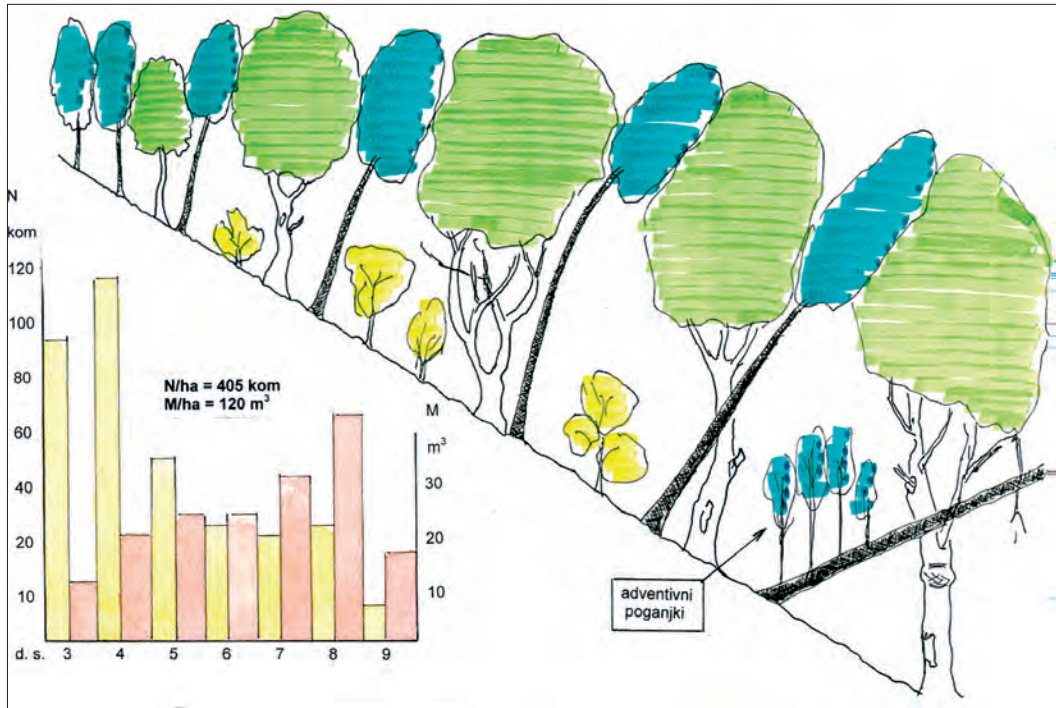 N
kom
120
100
80
60
40
20
10
N/ha = 405 kom
M/ha = 120 m³
M
m³
30
20
10
d. s. 3 4 5 6 7 8 9
adventivni
poganjki